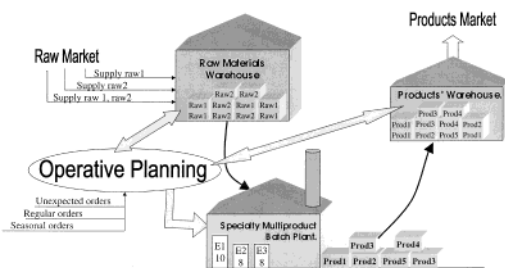 Products Market
Raw Market
Raw Materials
Warehouse
Supply raw1
Supply raw2
Supply raw 1, raw2
Raw2 Raw2
Raw1 Raw2 Raw1 Raw1
Raw1 Raw2 Raw2 Raw1
Products' Warehouse.
Prod3 Prod4
Prod1 Prod3 Prod4 Prod2
Prod1 Prod2 Prod5 Prod1
Operative Planning
Unexpected orders
Regular orders
Seasonal orders
Specialty Multiproduct
Batch Plant.
E1
10
E2
8
E3
8
Prod3 Prod4
Prod1 Prod2 Prod5 Prod3